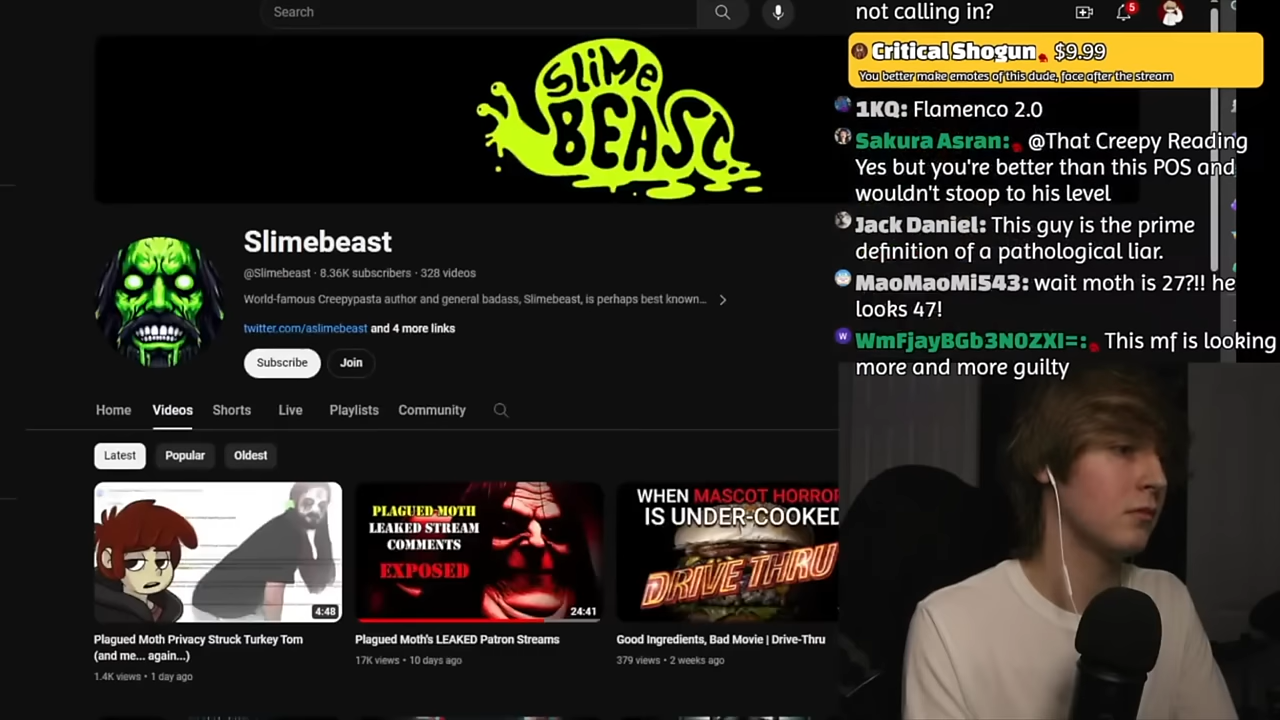 Search
5
SLIME
BEAST.
Slimebeast
@Slimebeast · 8.36K subscribers · 328 videos
World-famous Creepypasta author and general badass, Slimebeast, is perhaps best known...
twitter.com/aslimebeast and 4 more links
Subscribe
Join
Home
Videos
Shorts
Live
Playlists
Community
Latest
Popular
Oldest
4:48
Plagued Moth Privacy Struck Turkey Tom
(and me... again...)
1.4K views · 1 day ago
PLAGUED MOTH
LEAKED STREAM
COMMENTS
EXPOSED
24:41
Plagued Moth's LEAKED Patron Streams
17K views · 10 days ago
WHEN MASCOT HORROR
IS UNDER-COOKED
DRIVE THRU
Good Ingredients, Bad Movie | Drive-Thru
379 views · 2 weeks ago
not calling in?
Critical Shogun $9.99
You better make emotes of this dude, face after the stream
1KQ: Flamenco 2.0
Sakura Asran: @That Creepy Reading
Yes but you're better than this POS and
wouldn't stoop to his level
Jack Daniel: This guy is the prime
definition of a pathological liar.
MaoMaoMi543: wait moth is 27?!! he
looks 47!
W
WmFjayBGb3N0ZXI=: This mf is looking
more and more guilty